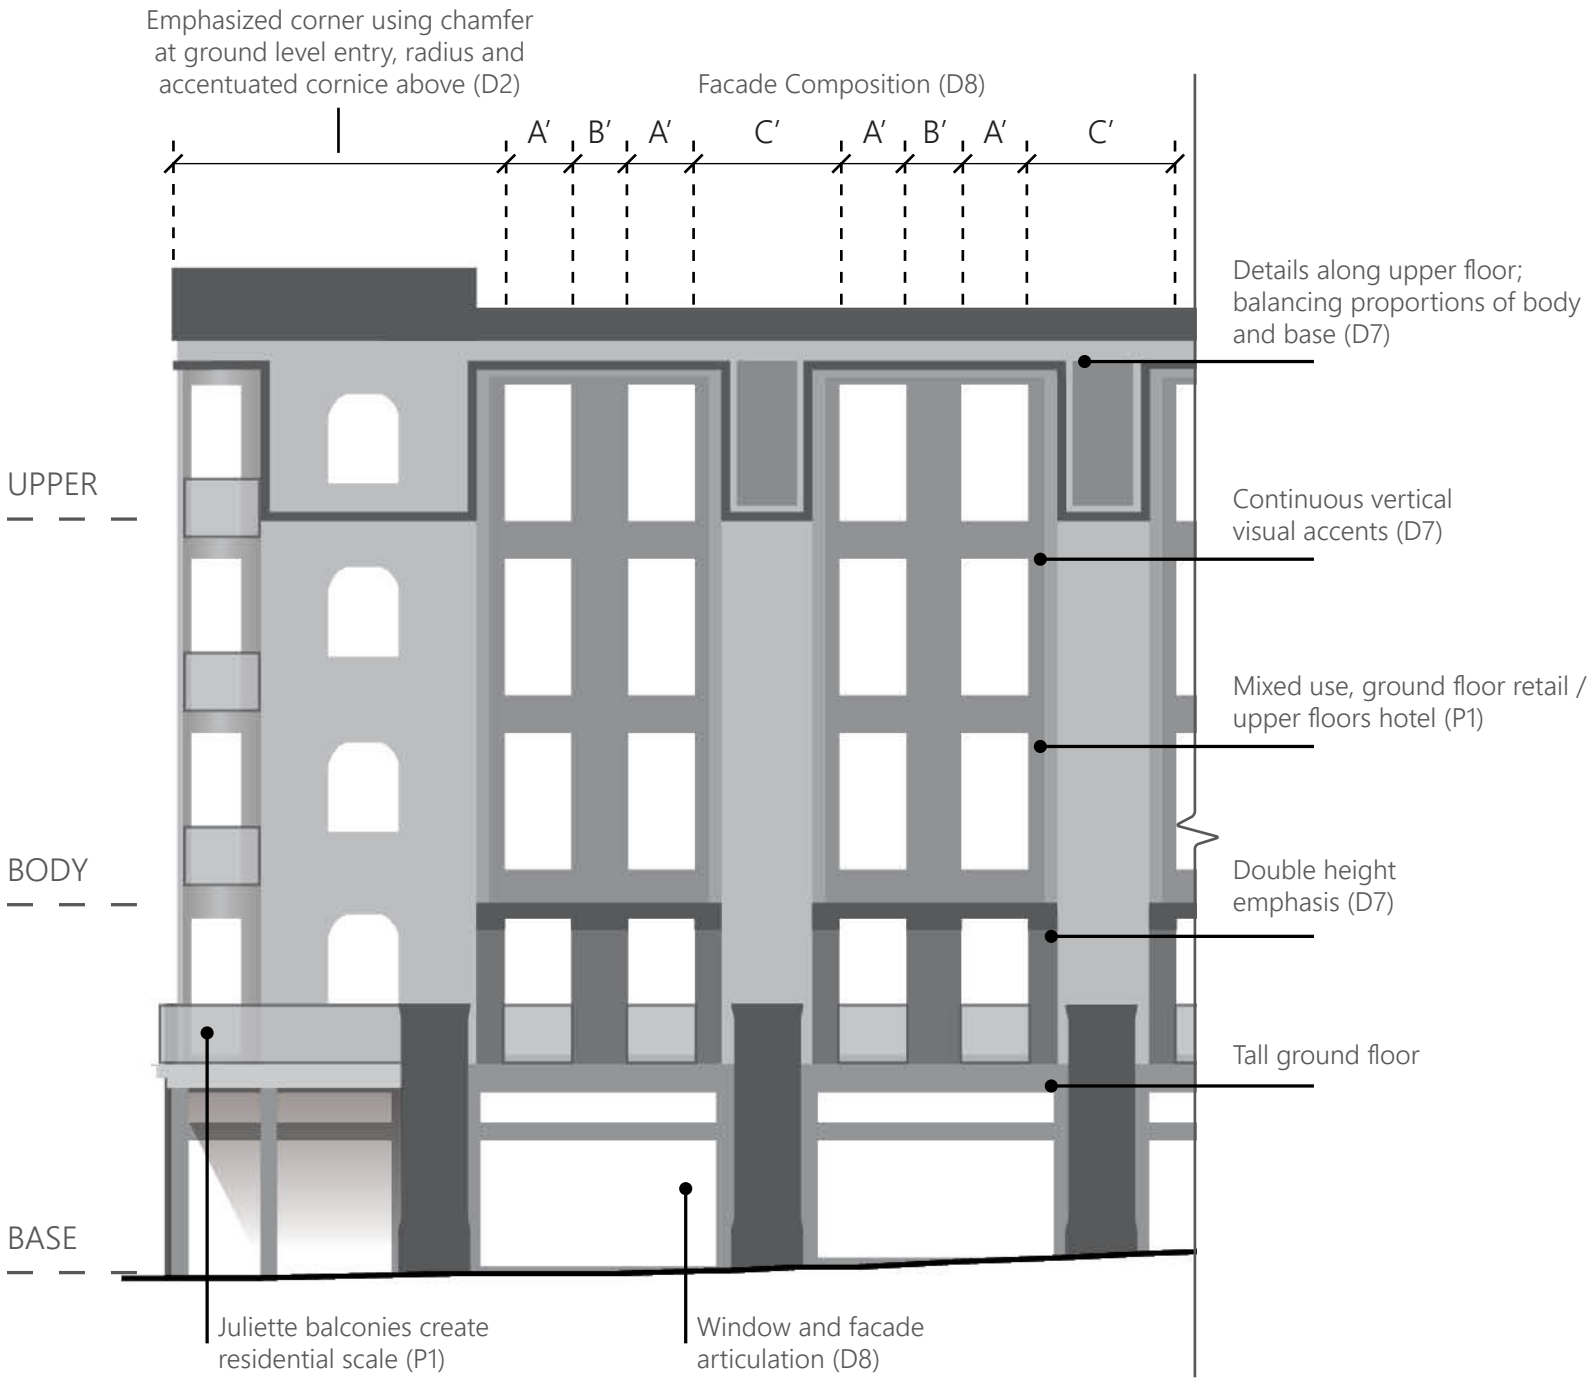 Emphasized corner using chamfer
at ground level entry, radius and
accentuated cornice above (D2)
Facade Composition (D8)
A’ B’ A’ C’ A’ B’ A’ C’
Details along upper floor;
balancing proportions of body
and base (D7)
UPPER
Continuous vertical
visual accents (D7)
Mixed use, ground floor retail /
upper floors hotel (P1)
BODY
Double height
emphasis (D7)
Tall ground floor
BASE
Juliette balconies create
residential scale (P1)
Window and facade
articulation (D8)